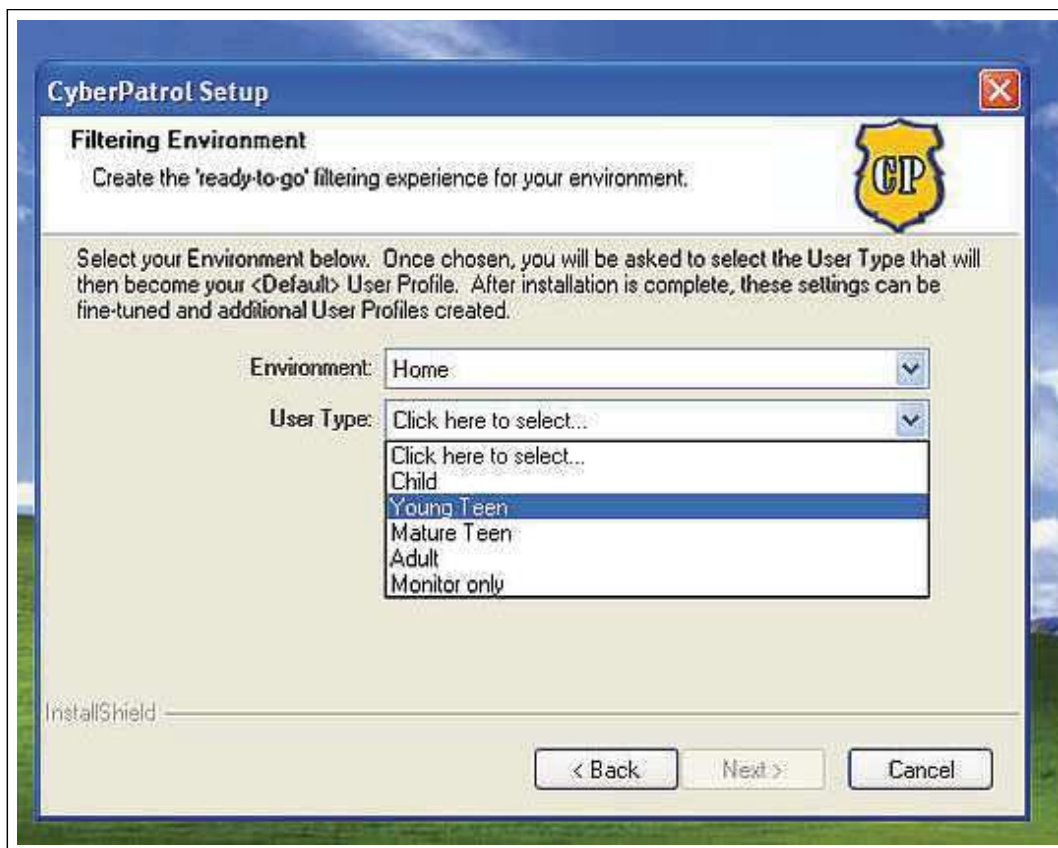 CyberPatrol Setup
Filtering Environment
Create the 'ready-to-go' filtering experience for your environment.
CP
Select your Environment below. Once chosen, you will be asked to select the User Type that will
then become your <Default> User Profile. After installation is complete, these settings can be
fine-tuned and additional User Profiles created.
Environment: Home
User Type: Click here to select...
Click here to select...
Child
Young Teen
Mature Teen
Adult
Monitor only
InstallShield
< Back Next > Cancel